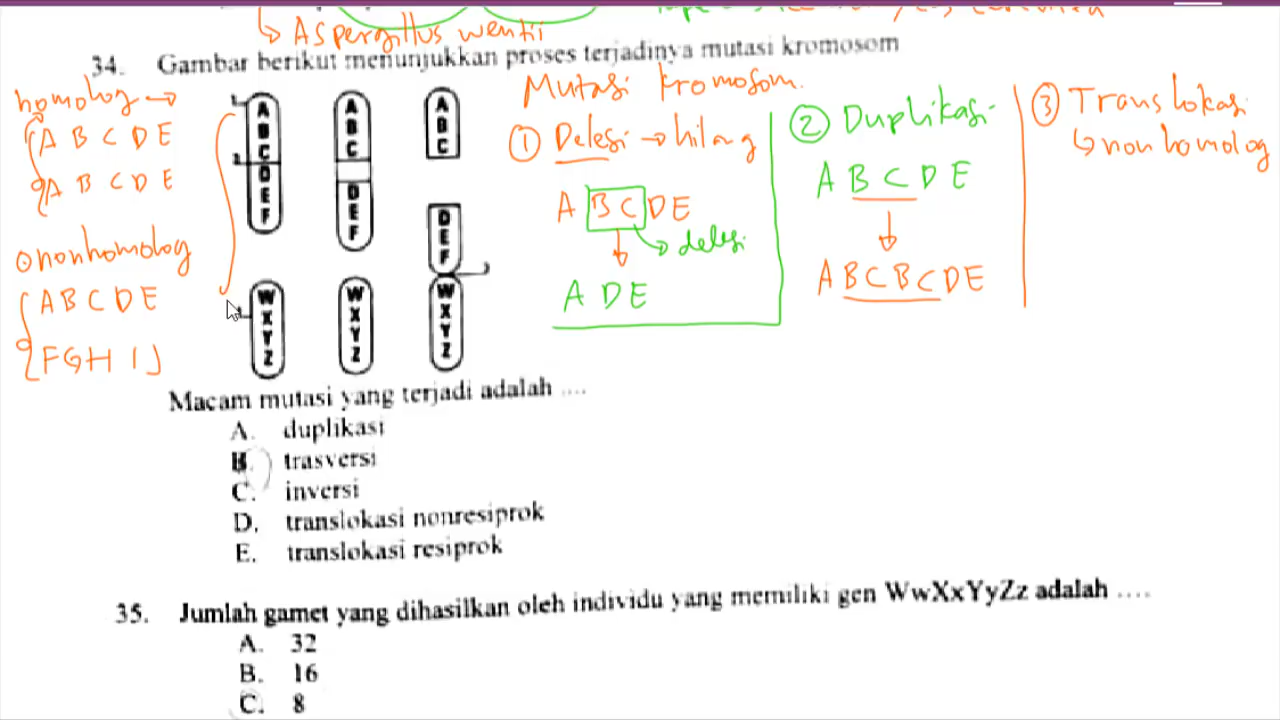 ↳ Aspergillus wentii
34. Gambar berikut menunjukkan proses terjadinya mutasi kromosom
homolog →
A B C D E
A B C D E
nonhomolog
A B C D E
F G H I J
A B C D E F
W X Y Z
A B C
D E F
W X Y Z
A B C
D E F
W X Y Z
Mutasi kromosom.
① Delesi → hilang
A B C D E
delesi
A D E
② Duplikasi
A B C D E
A B C B C D E
③ Translokasi
↳ nonhomolog
Macam mutasi yang terjadi adalah ....
A. duplikasi
B. trasversi
C. inversi
D. translokasi nonresiprok
E. translokasi resiprok
35. Jumlah gamet yang dihasilkan oleh individu yang memiliki gen WwXxYyZz adalah ....
A. 32
B. 16
C. 8